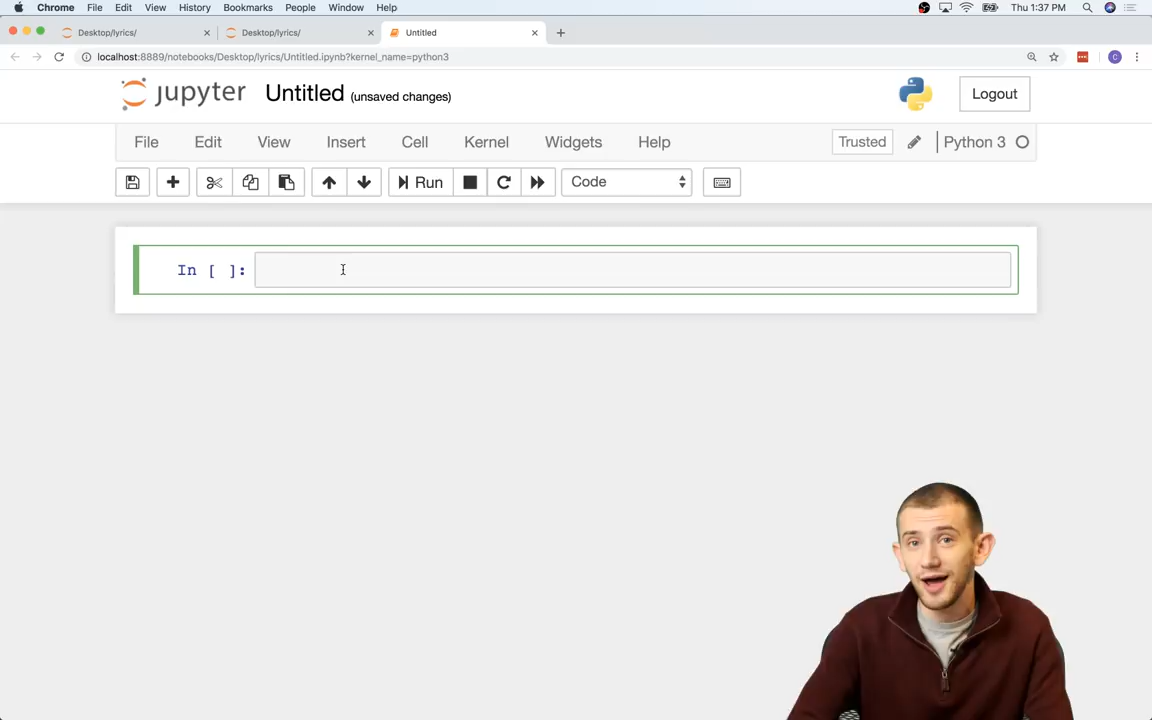 Chrome File Edit View History Bookmarks People Window Help Thu 1:37 PM
Desktop/lyrics/ Desktop/lyrics/ Untitled
localhost:8889/notebooks/Desktop/lyrics/Untitled.ipynb?kernel_name=python3 C
jupyter Untitled (unsaved changes) Logout
File Edit View Insert Cell Kernel Widgets Help Trusted Python 3
Run Code
In [ ]: